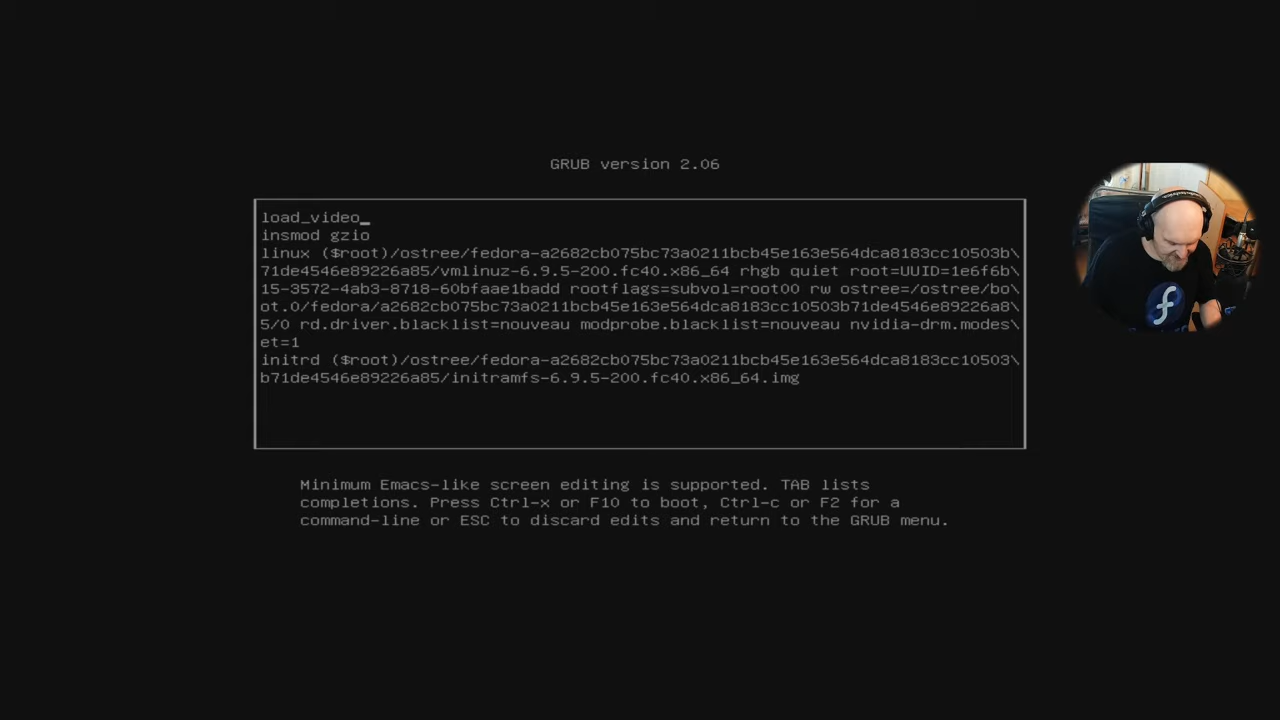 GRUB version 2.06
load_video_
insmod gzio
linux ($root)/ostree/fedora-a2682cb075bc73a0211bcb45e163e564dca8183cc10503b\
71de4546e89226a85/vmlinuz-6.9.5-200.fc40.x86_64 rhgb quiet root=UUID=1e6f6b\
15-3572-4ab3-8718-60bfaae1badd rootflags=subvol=root00 rw ostree=/ostree/bo\
ot.0/fedora/a2682cb075bc73a0211bcb45e163e564dca8183cc10503b71de4546e89226a8\
5/0 rd.driver.blacklist=nouveau modprobe.blacklist=nouveau nvidia-drm.modes\
et=1
initrd ($root)/ostree/fedora-a2682cb075bc73a0211bcb45e163e564dca8183cc10503\
b71de4546e89226a85/initramfs-6.9.5-200.fc40.x86_64.img
Minimum Emacs-like screen editing is supported. TAB lists
completions. Press Ctrl-x or F10 to boot, Ctrl-c or F2 for a
command-line or ESC to discard edits and return to the GRUB menu.